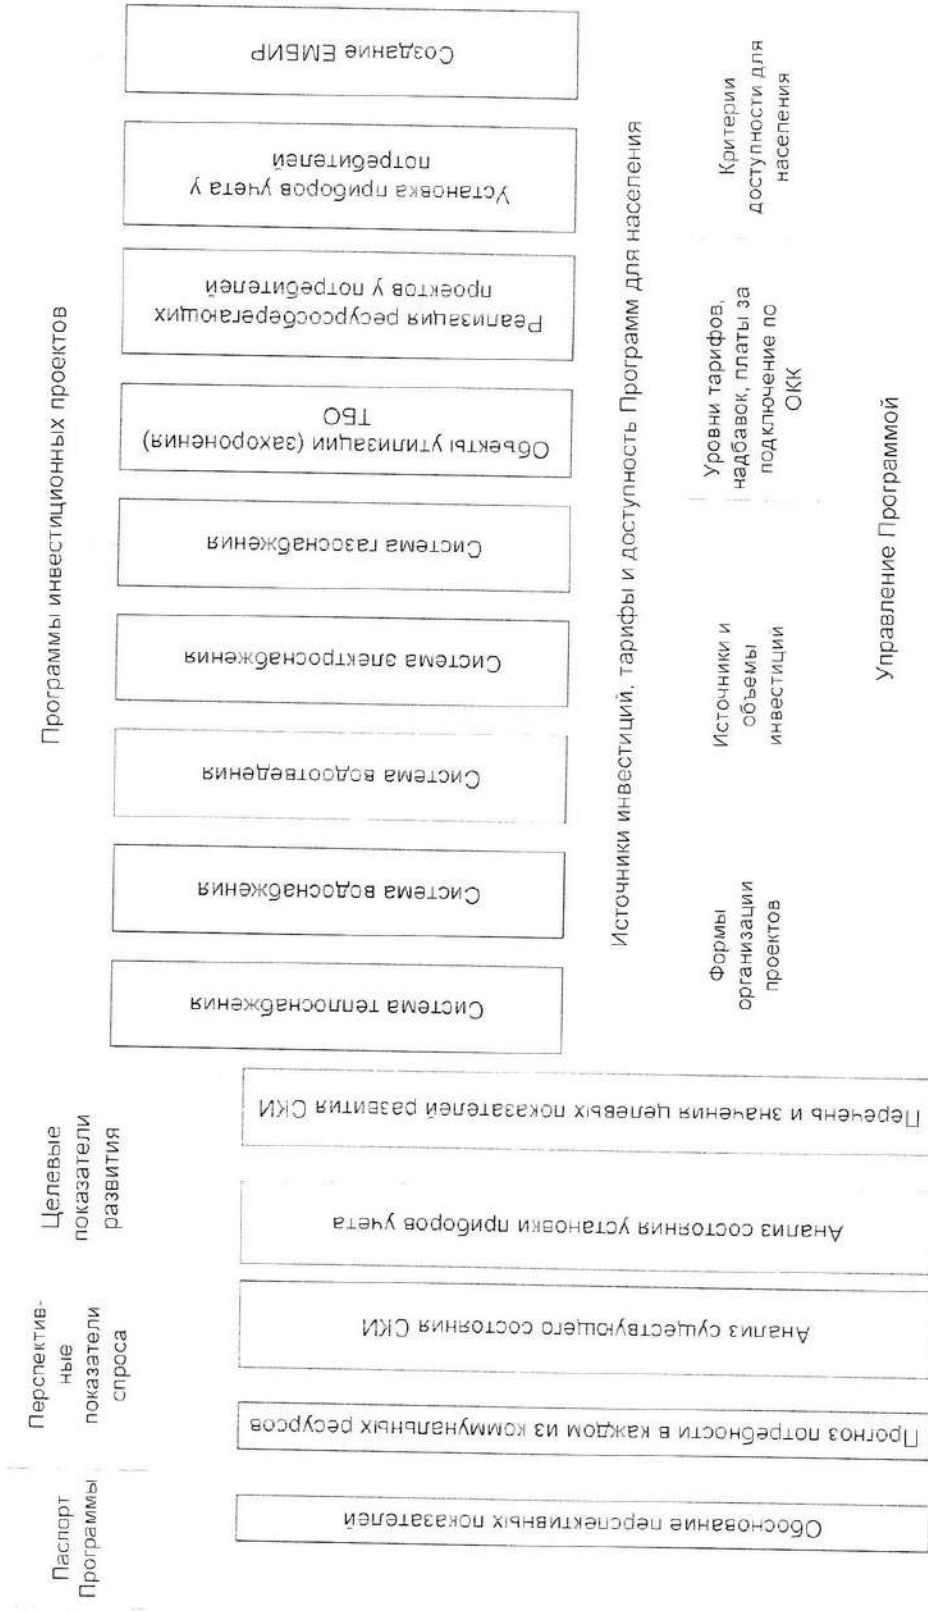 Паспорт
Программы
Перспектив-
ные
показатели
спроса
Целевые
показатели
развития
Программы инвестиционных проектов
Обоснование перспективных показателей
Прогноз потребности в каждом из коммунальных ресурсов
Анализ существующего состояния СКИ
Анализ состояния установки приборов учета
Перечень и значения целевых показателей развития СКИ
Система теплоснабжения
Система водоснабжения
Система водоотведения
Система электроснабжения
Система газоснабжения
Объекты утилизации (захоронения)
ТБО
Реализация ресурсосберегающих
проектов у потребителей
Установка приборов учета у
потребителей
Создание ЕМБИР
Источники инвестиций, тарифы и доступность Программ для населения
Формы
организации
проектов
Источники и
объемы
инвестиций
Уровни тарифов,
надбавок, платы за
подключение по
ОКК
Критерии
доступности для
населения
Управление Программой